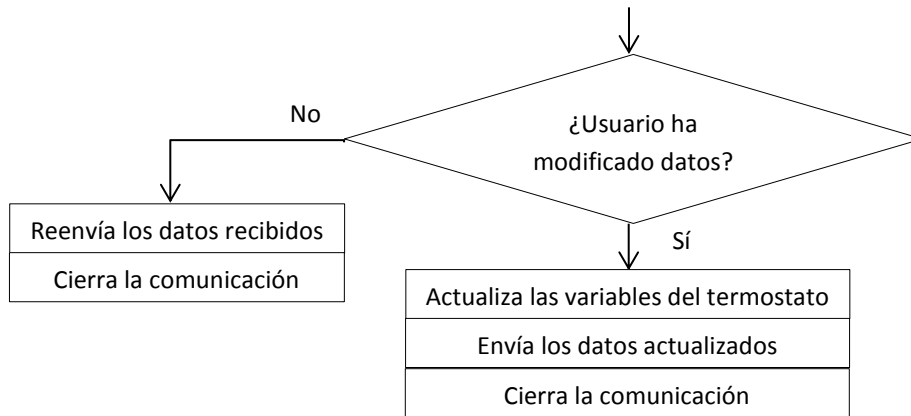 No
¿Usuario ha
modificado datos?
Reenvía los datos recibidos
Cierra la comunicación
Sí
Actualiza las variables del termostato
Envía los datos actualizados
Cierra la comunicación